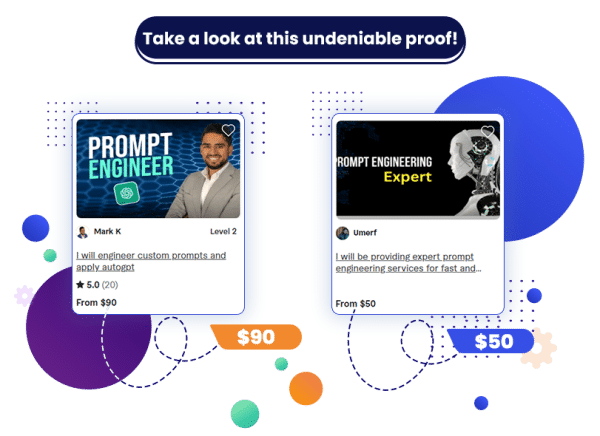 Take a look at this undeniable proof!
PROMPT
ENGINEER
Mark K
Level 2
I will engineer custom prompts and
apply autogpt
★ 5.0 (20)
From $90
$90
ROMPT ENGINEERING
Expert
Umerf
I will be providing expert prompt
engineering services for fast and...
From $50
$50